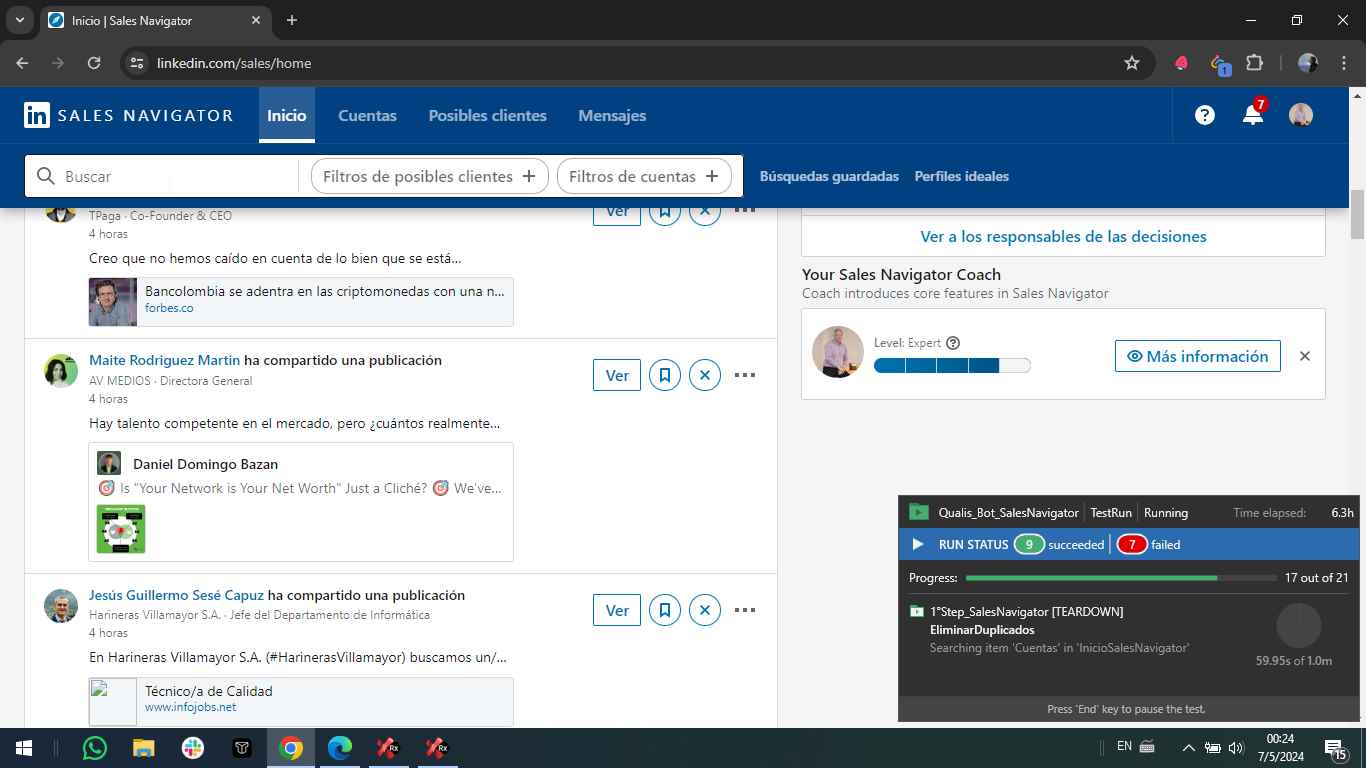 Inicio | Sales Navigator
linkedin.com/sales/home
1
in SALES NAVIGATOR
Inicio
Cuentas
Posibles clientes
Mensajes
?
7
Buscar
Filtros de posibles clientes +
Filtros de cuentas +
Búsquedas guardadas
Perfiles ideales
TPaga · Co-Founder & CEO
4 horas
Ver
Creo que no hemos caído en cuenta de lo bien que se está...
Bancolombia se adentra en las criptomonedas con una n...
forbes.co
Maite Rodriguez Martin ha compartido una publicación
AV MEDIOS · Directora General
4 horas
Ver
Hay talento competente en el mercado, pero ¿cuántos realmente...
Daniel Domingo Bazan
🎯 Is "Your Network is Your Net Worth" Just a Cliché? 🎯 We've...
Jesús Guillermo Sesé Capuz ha compartido una publicación
Harineras Villamayor S.A. · Jefe del Departamento de Informática
4 horas
Ver
En Harineras Villamayor S.A. (#HarinerasVillamayor) buscamos un/...
Técnico/a de Calidad
www.infojobs.net
Ver a los responsables de las decisiones
Your Sales Navigator Coach
Coach introduces core features in Sales Navigator
Level: Expert ?
Más información
Qualis_Bot_SalesNavigator | TestRun | Running
Time elapsed: 6.3h
RUN STATUS 9 succeeded | 7 failed
Progress: 17 out of 21
1°Step_SalesNavigator [TEARDOWN]
EliminarDuplicados
Searching item 'Cuentas' in 'InicioSalesNavigator'
59.95s of 1.0m
Press 'End' key to pause the test.
Rx
Rx
EN
00:24
7/5/2024
15